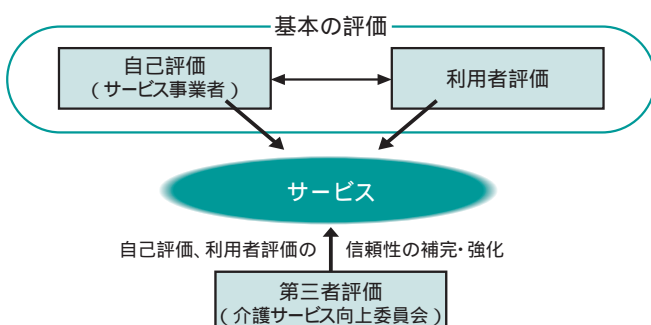 基本の評価
自己評価
(サービス事業者)
利用者評価
サービス
自己評価、利用者評価の 信頼性の補完・強化
第三者評価
(介護サービス向上委員会)